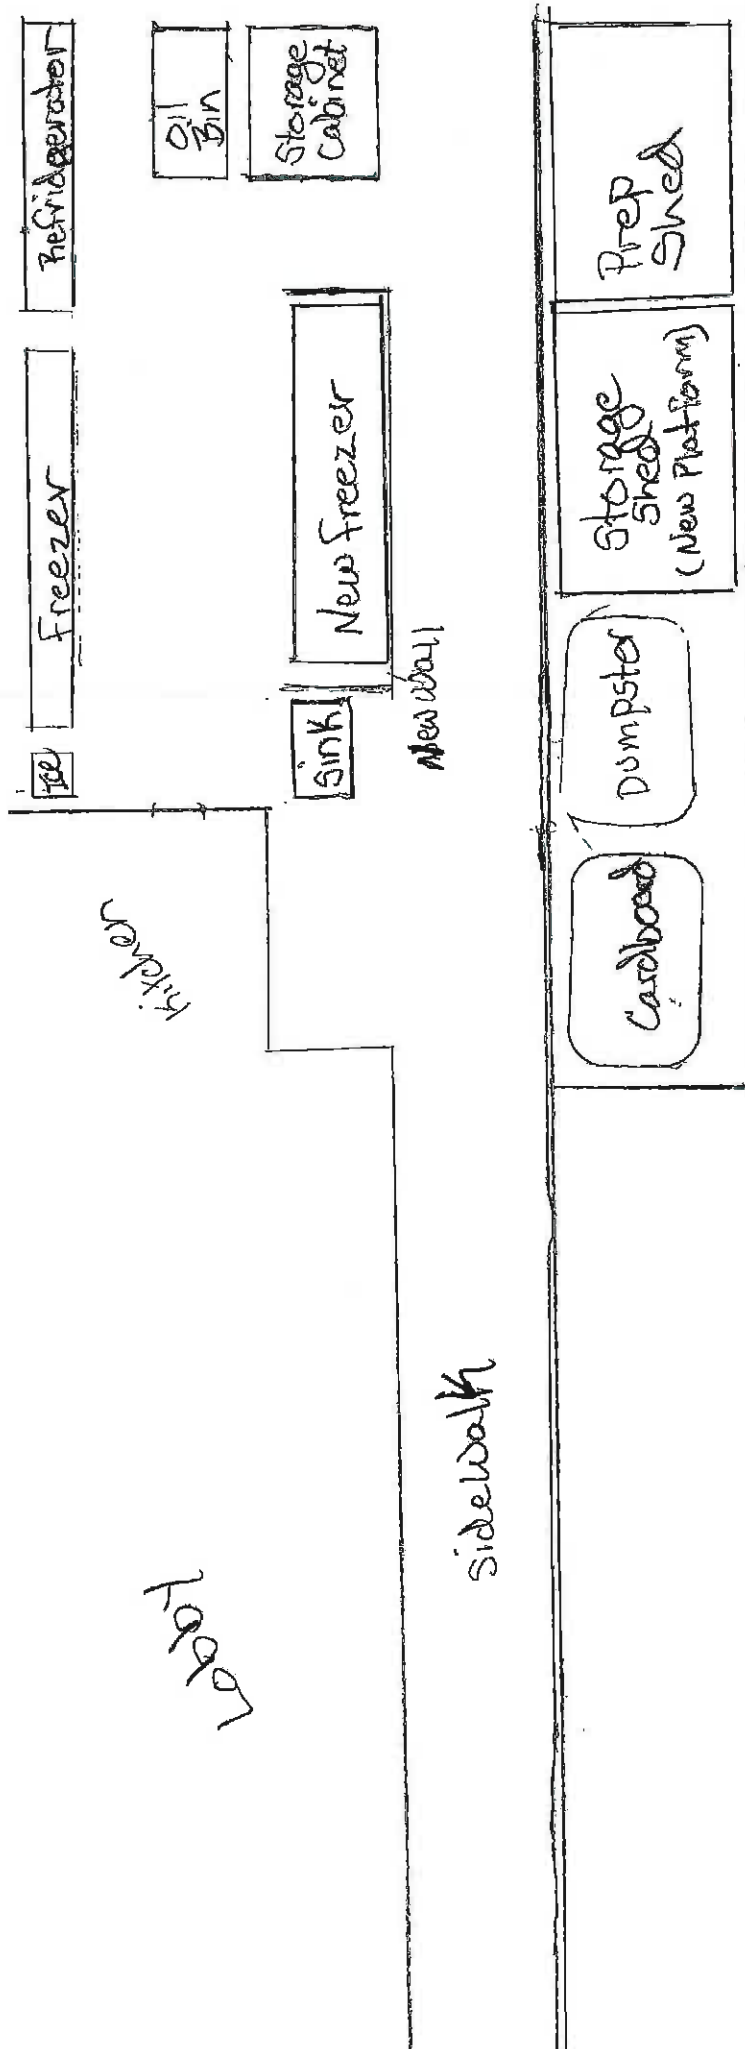 Refridgerator
Oil
Bin
Storage
Cabinet
Prep
Shed
Freezer
New Freezer
Storage
Shed
(New Platform)
Ice
Sink
New Wall
Dumpster
Kitchen
Cardboard
Lobby
Sidewalk